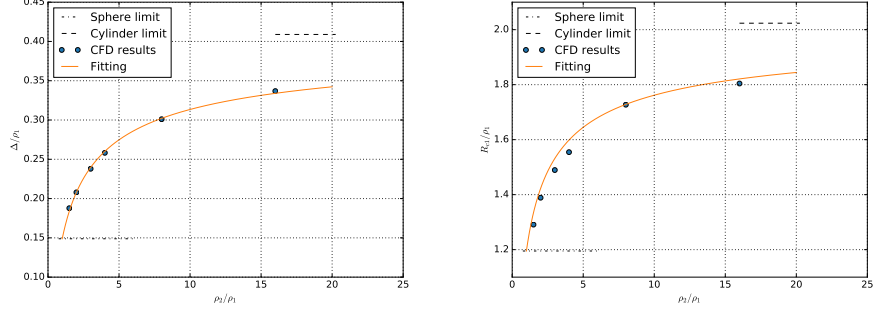 0.45
0.40
0.35
0.30
0.25
0.20
0.15
0.10
Δ/ρ₁
Sphere limit
Cylinder limit
CFD results
Fitting
0 5 10 15 20 25
ρ₂/ρ₁
2.0
1.8
1.6
1.4
1.2
R_{c1}/ρ₁
Sphere limit
Cylinder limit
CFD results
Fitting
0 5 10 15 20 25
ρ₂/ρ₁